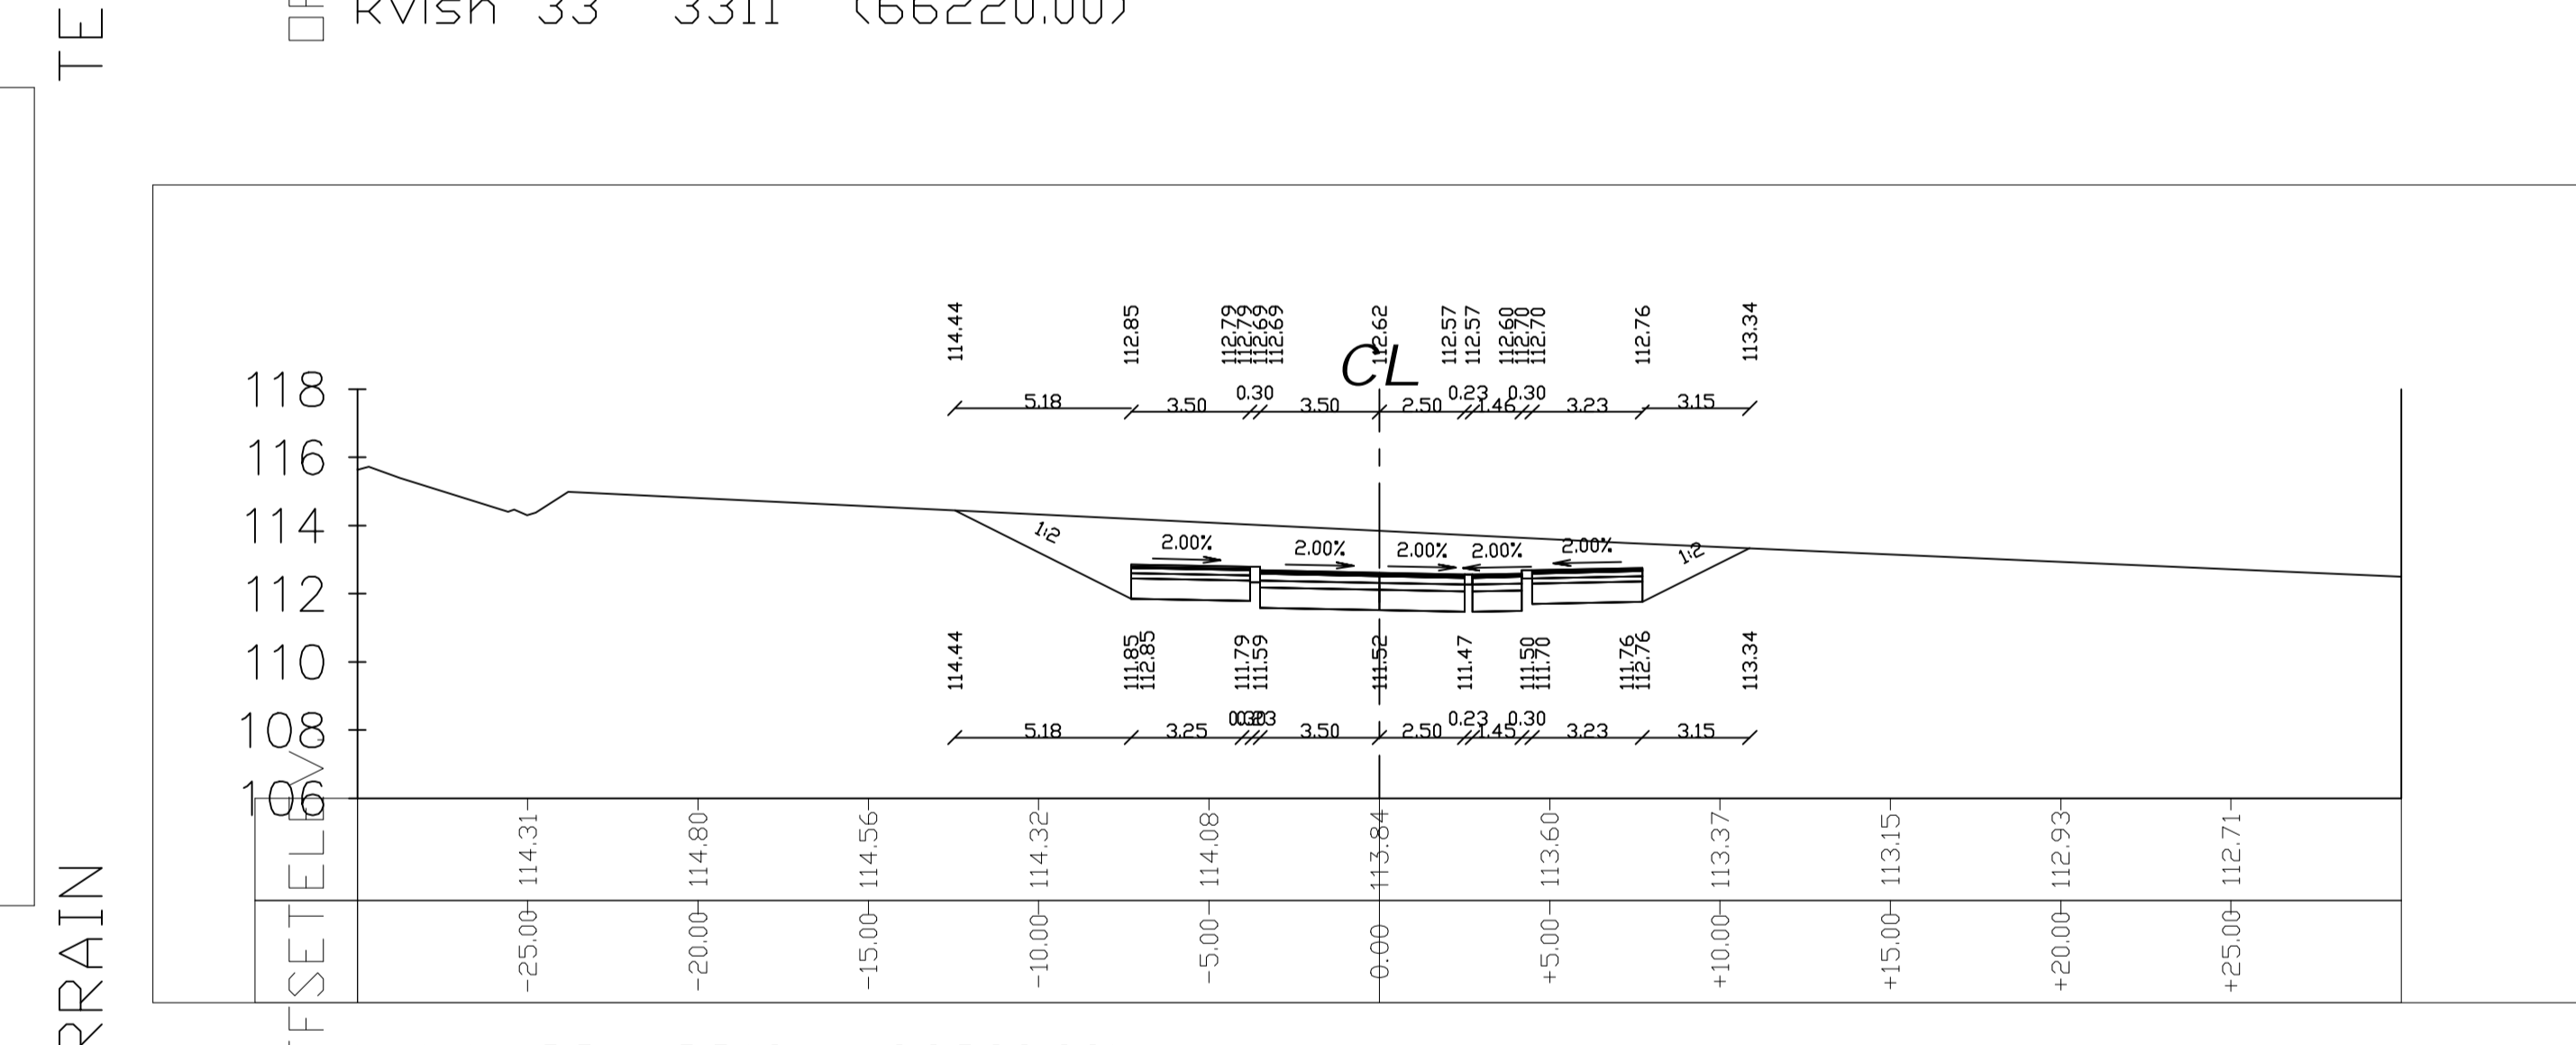 TE
Kvish 33 3311 (66220.00)
114.44 112.85 112.79 112.79 112.69 112.69 112.62 112.57 112.57 112.60 112.70 112.70 112.76 113.34
CL
118
0.30 0.23 0.30
5.18 3.50 3.50 2.50 1.46 3.23 3.15
116
114
1:2 2.00% 2.00% 2.00% 2.00% 2.00% 1:2
112
114.44 111.85 112.85 111.79 111.59 111.52 111.47 111.50 111.70 111.76 112.76 113.34
110
0.23 0.30
108
5.18 3.25 3.50 2.50 1.45 3.23 3.15
106
ELEV.
114.31 114.80 114.56 114.32 114.08 113.84 113.60 113.37 113.15 112.93 112.71
FSET
-25.00 -20.00 -15.00 -10.00 -5.00 0.00 +5.00 +10.00 +15.00 +20.00 +25.00
RRAIN